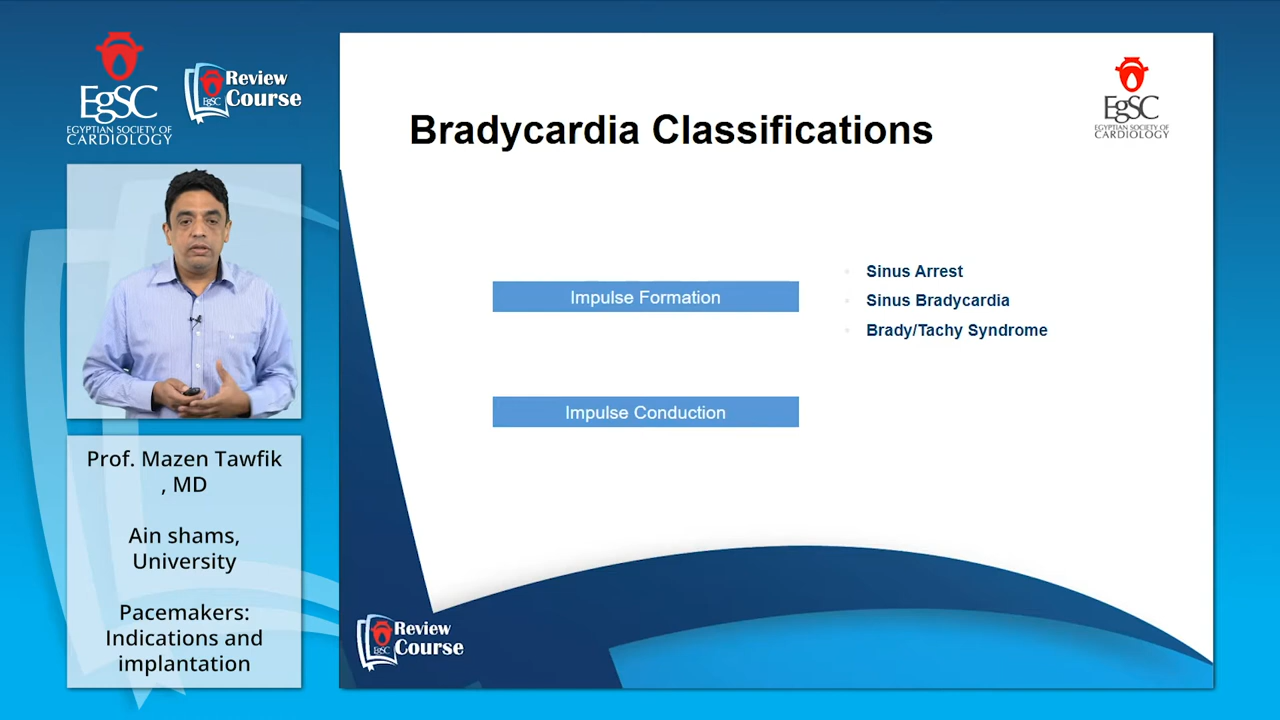 EgSC
EGYPTIAN SOCIETY OF
CARDIOLOGY
EgSC
Review
Course
Prof. Mazen Tawfik
, MD
Ain shams,
University
Pacemakers:
Indications and
implantation
EgSC
EGYPTIAN SOCIETY OF
CARDIOLOGY
Bradycardia Classifications
Impulse Formation
Sinus Arrest
Sinus Bradycardia
Brady/Tachy Syndrome
Impulse Conduction
EgSC
Review
Course